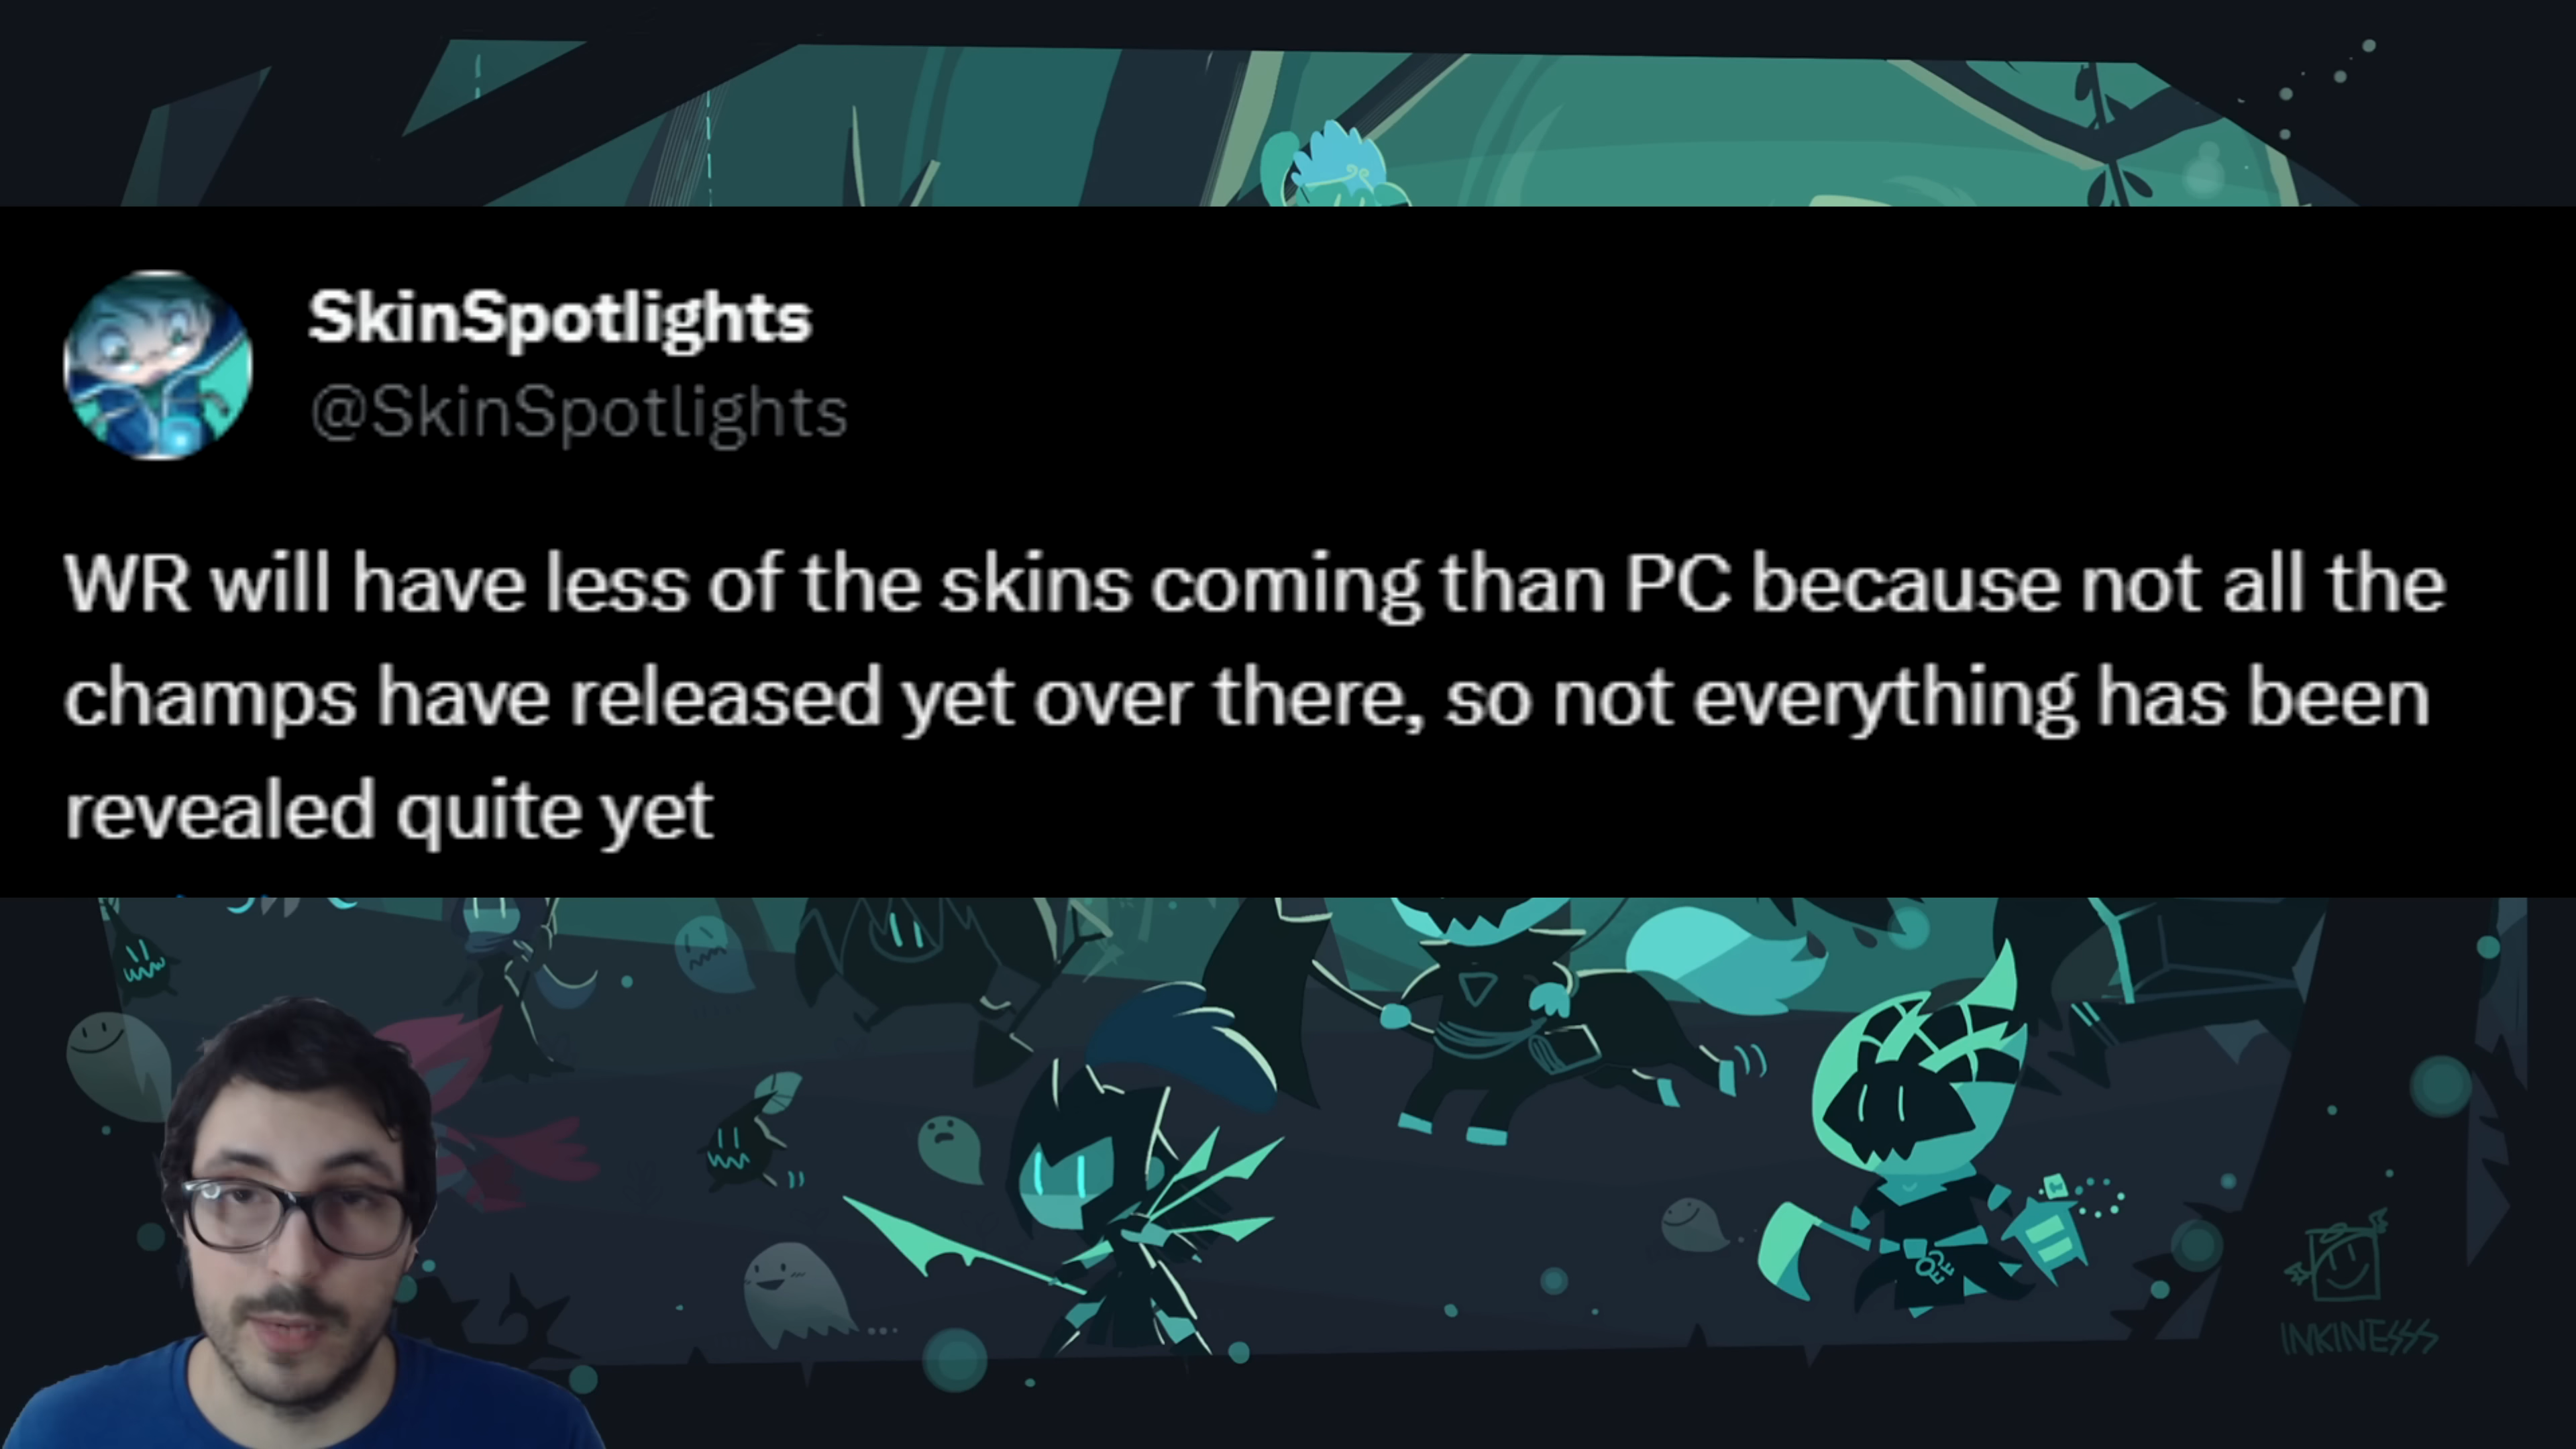 SkinSpotlights
@SkinSpotlights
WR will have less of the skins coming than PC because not all the
champs have released yet over there, so not everything has been
revealed quite yet
INKINESSS